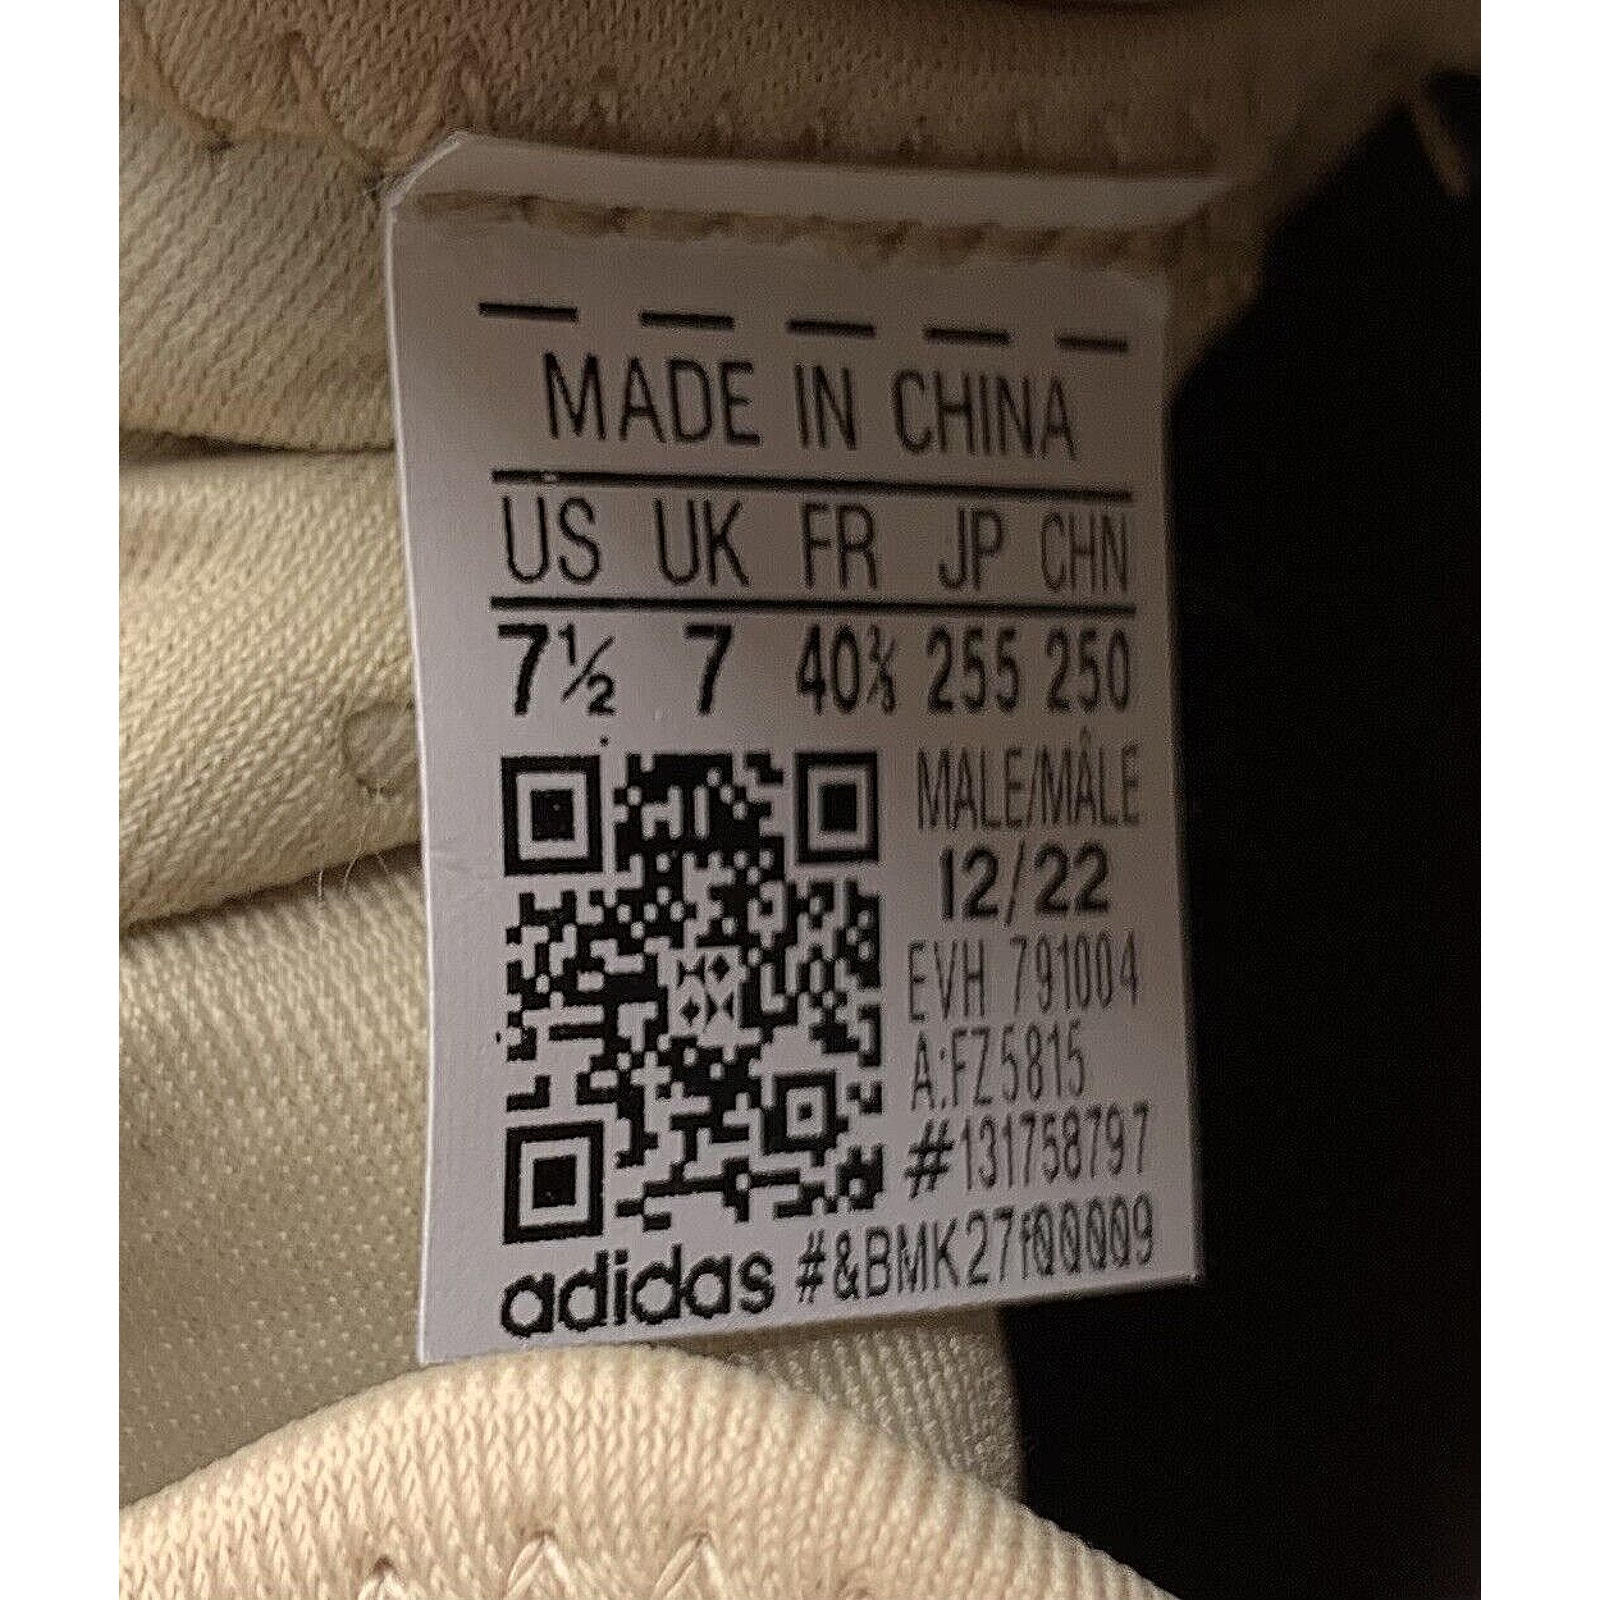 MADE IN CHINA
US UK FR JP CHN
7½ 7 40⅔ 255 250
MALE/MÂLE
12/22
EVH 791004
A:FZ5815
#131758797
adidas #&BMK27f00009